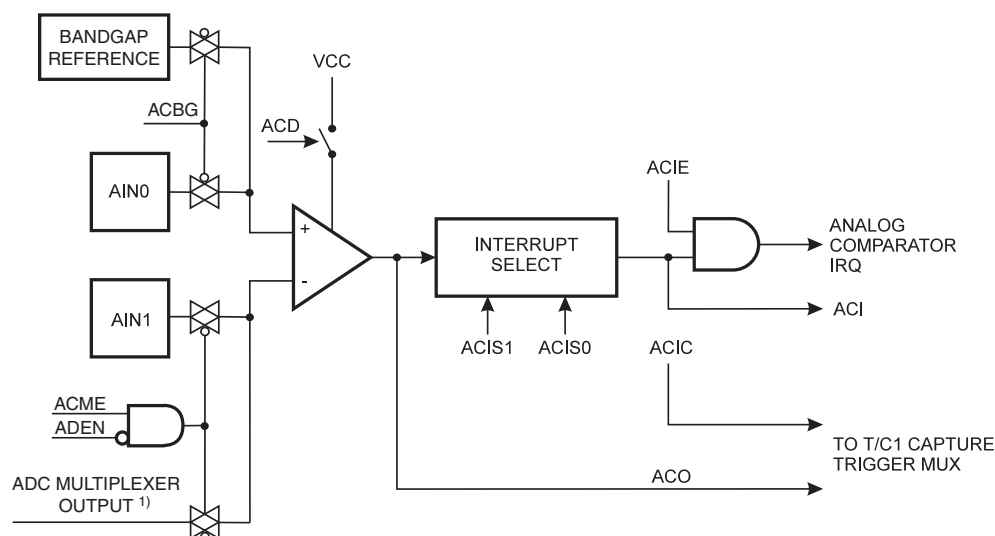 BANDGAP
REFERENCE
VCC
ACBG
ACD
AIN0
ACIE
+
-
INTERRUPT
SELECT
ANALOG
COMPARATOR
IRQ
AIN1
ACI
ACIS1 ACIS0
ACIC
ACME
ADEN
TO T/C1 CAPTURE
TRIGGER MUX
ADC MULTIPLEXER
OUTPUT 1)
ACO